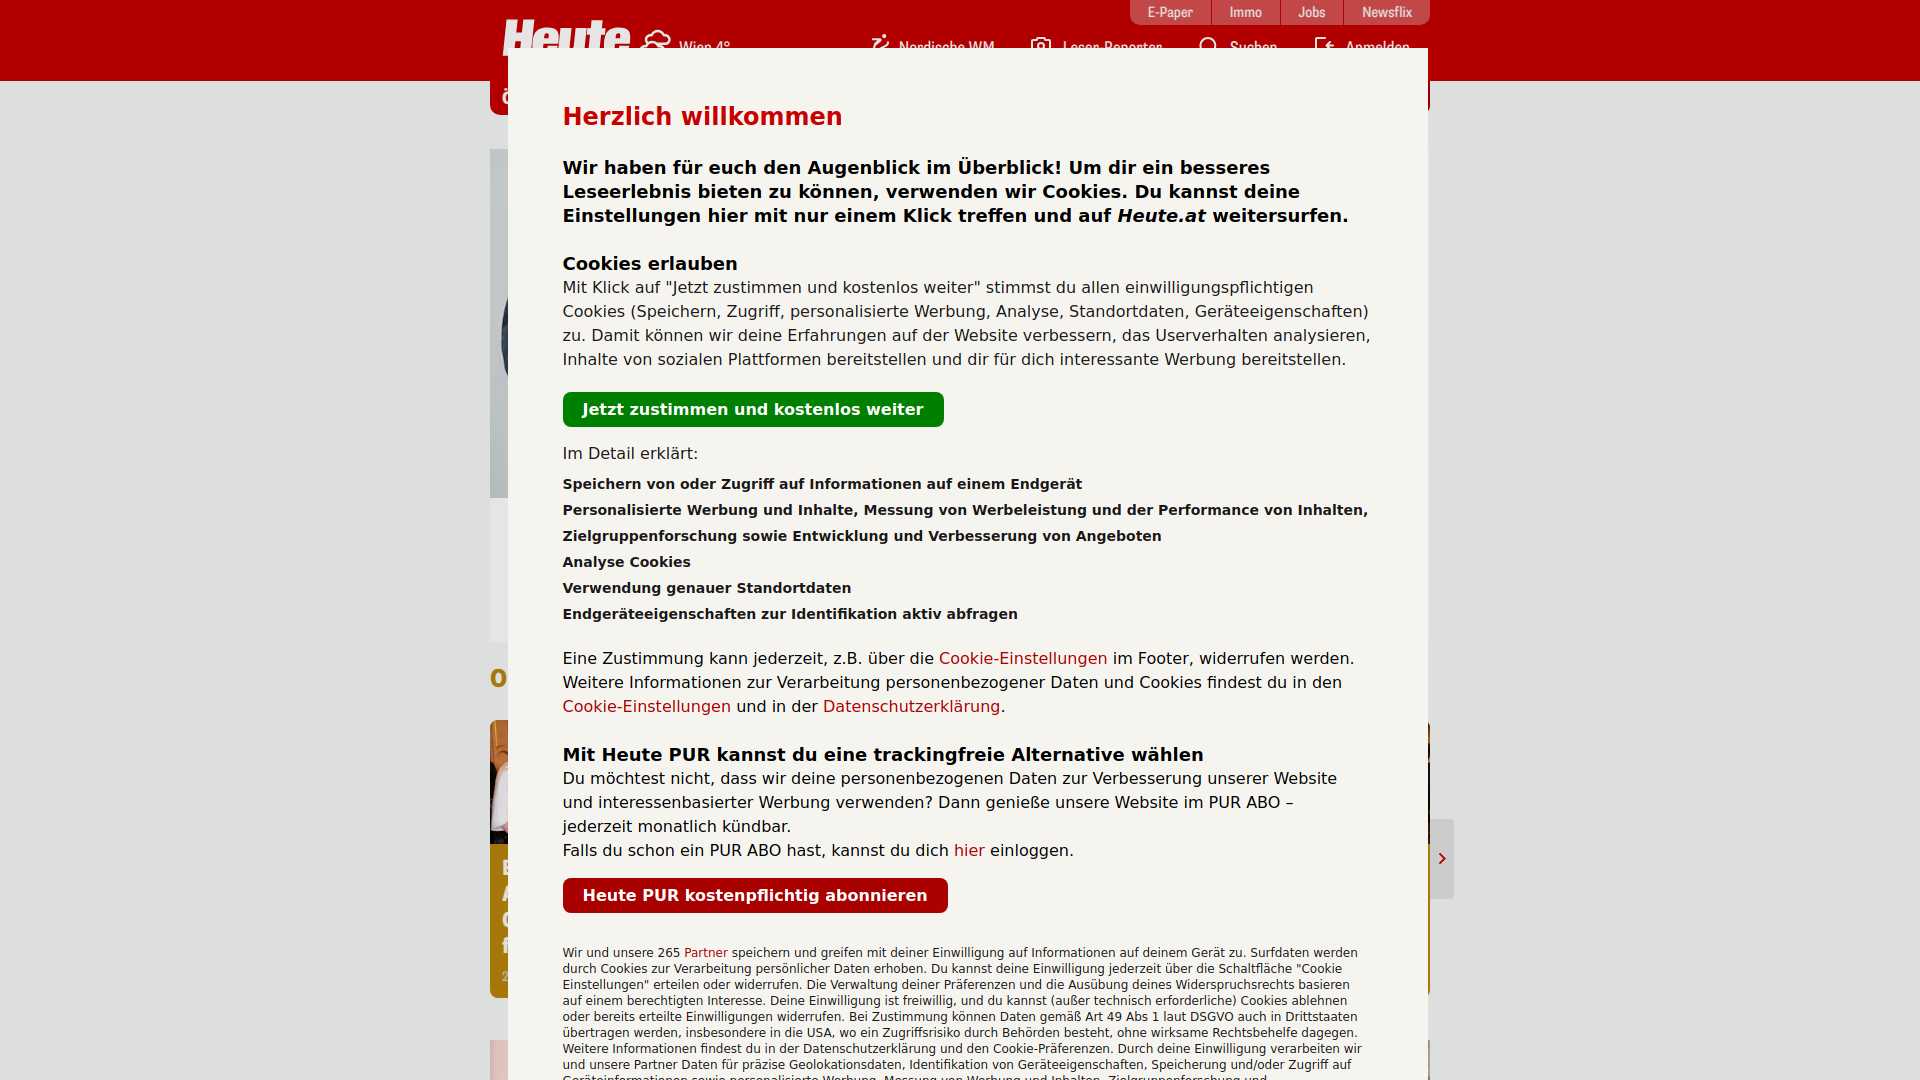 E-Paper
Immo
Jobs
Newsflix
Heute
Wien 4°
Nordische WM
Leser-Reporter
Suchen
Anmelden
Herzlich willkommen
Wir haben für euch den Augenblick im Überblick! Um dir ein besseres
Leseerlebnis bieten zu können, verwenden wir Cookies. Du kannst deine
Einstellungen hier mit nur einem Klick treffen und auf Heute.at weitersurfen.
Cookies erlauben
Mit Klick auf "Jetzt zustimmen und kostenlos weiter" stimmst du allen einwilligungspflichtigen
Cookies (Speichern, Zugriff, personalisierte Werbung, Analyse, Standortdaten, Geräteeigenschaften)
zu. Damit können wir deine Erfahrungen auf der Website verbessern, das Userverhalten analysieren,
Inhalte von sozialen Plattformen bereitstellen und dir für dich interessante Werbung bereitstellen.
Jetzt zustimmen und kostenlos weiter
Im Detail erklärt:
Speichern von oder Zugriff auf Informationen auf einem Endgerät
Personalisierte Werbung und Inhalte, Messung von Werbeleistung und der Performance von Inhalten,
Zielgruppenforschung sowie Entwicklung und Verbesserung von Angeboten
Analyse Cookies
Verwendung genauer Standortdaten
Endgeräteeigenschaften zur Identifikation aktiv abfragen
Eine Zustimmung kann jederzeit, z.B. über die Cookie-Einstellungen im Footer, widerrufen werden.
Weitere Informationen zur Verarbeitung personenbezogener Daten und Cookies findest du in den
Cookie-Einstellungen und in der Datenschutzerklärung.
Mit Heute PUR kannst du eine trackingfreie Alternative wählen
Du möchtest nicht, dass wir deine personenbezogenen Daten zur Verbesserung unserer Website
und interessenbasierter Werbung verwenden? Dann genieße unsere Website im PUR ABO –
jederzeit monatlich kündbar.
Falls du schon ein PUR ABO hast, kannst du dich hier einloggen.
Heute PUR kostenpflichtig abonnieren
Wir und unsere 265 Partner speichern und greifen mit deiner Einwilligung auf Informationen auf deinem Gerät zu. Surfdaten werden
durch Cookies zur Verarbeitung persönlicher Daten erhoben. Du kannst deine Einwilligung jederzeit über die Schaltfläche "Cookie
Einstellungen" erteilen oder widerrufen. Die Verwaltung deiner Präferenzen und die Ausübung deines Widerspruchsrechts basieren
auf einem berechtigten Interesse. Deine Einwilligung ist freiwillig, und du kannst (außer technisch erforderliche) Cookies ablehnen
oder bereits erteilte Einwilligungen widerrufen. Bei Zustimmung können Daten gemäß Art 49 Abs 1 laut DSGVO auch in Drittstaaten
übertragen werden, insbesondere in die USA, wo ein Zugriffsrisiko durch Behörden besteht, ohne wirksame Rechtsbehelfe dagegen.
Weitere Informationen findest du in der Datenschutzerklärung und den Cookie-Präferenzen. Durch deine Einwilligung verarbeiten wir
und unsere Partner Daten für präzise Geolokationsdaten, Identifikation von Geräteeigenschaften, Speicherung und/oder Zugriff auf
Geräteinformationen sowie personalisierte Werbung, Messung von Werbung und Inhalten, Zielgruppenforschung und